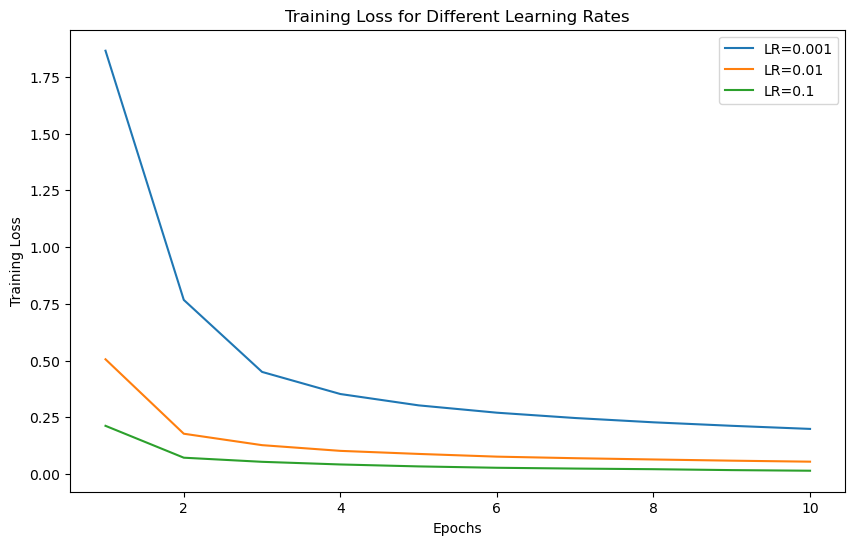 Training Loss for Different Learning Rates
LR=0.001
LR=0.01
LR=0.1
Training Loss
1.75
1.50
1.25
1.00
0.75
0.50
0.25
0.00
2 4 6 8 10
Epochs